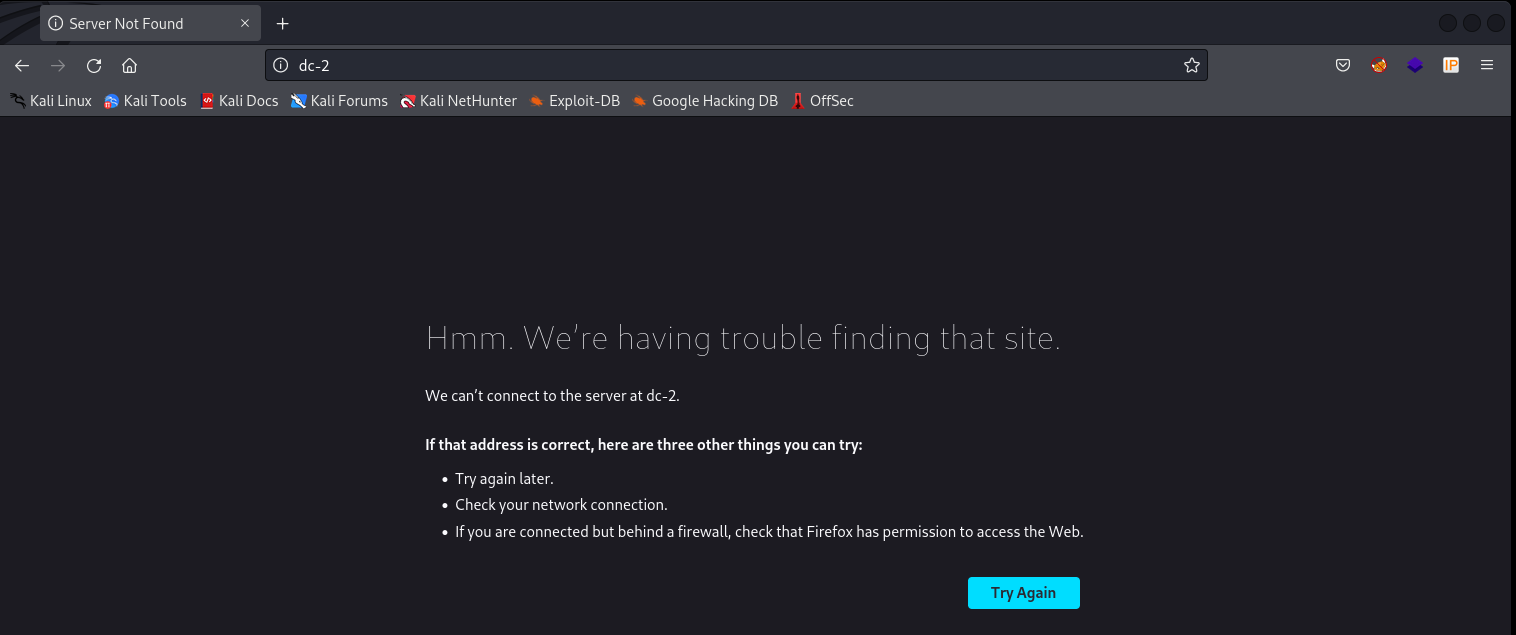 Server Not Found
dc-2
Kali Linux Kali Tools Kali Docs Kali Forums Kali NetHunter Exploit-DB Google Hacking DB OffSec
Hmm. We're having trouble finding that site.
We can't connect to the server at dc-2.
If that address is correct, here are three other things you can try:
Try again later.
Check your network connection.
If you are connected but behind a firewall, check that Firefox has permission to access the Web.
Try Again